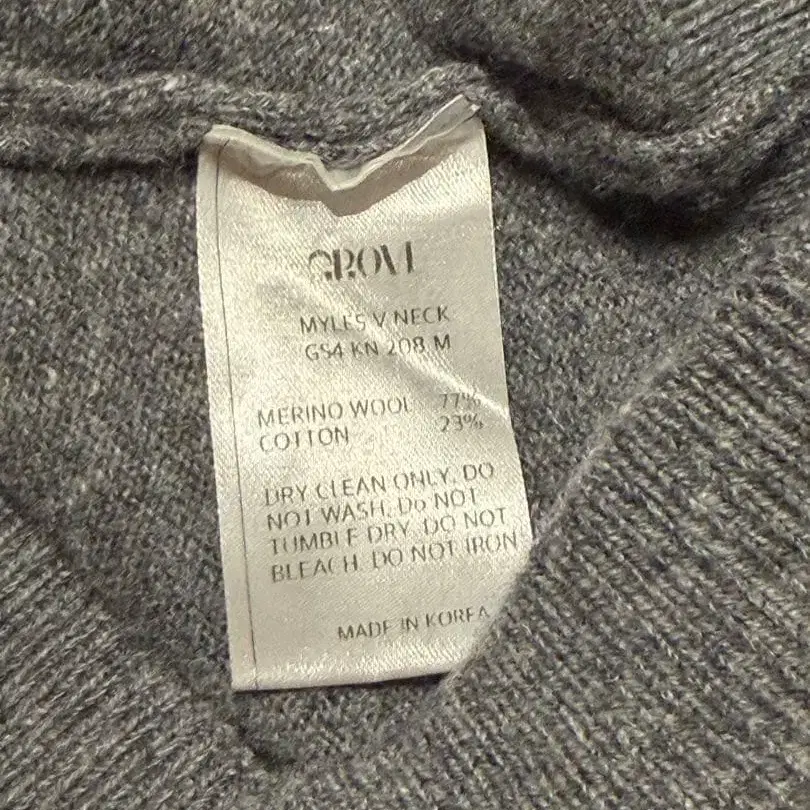 GROVE
MYLES V NECK
GS4 KN 208 M
MERINO WOOL 77%
COTTON 23%
DRY CLEAN ONLY. DO
NOT WASH. Do NOT
TUMBLE DRY. DO NOT
BLEACH. DO NOT IRON
MADE IN KOREA